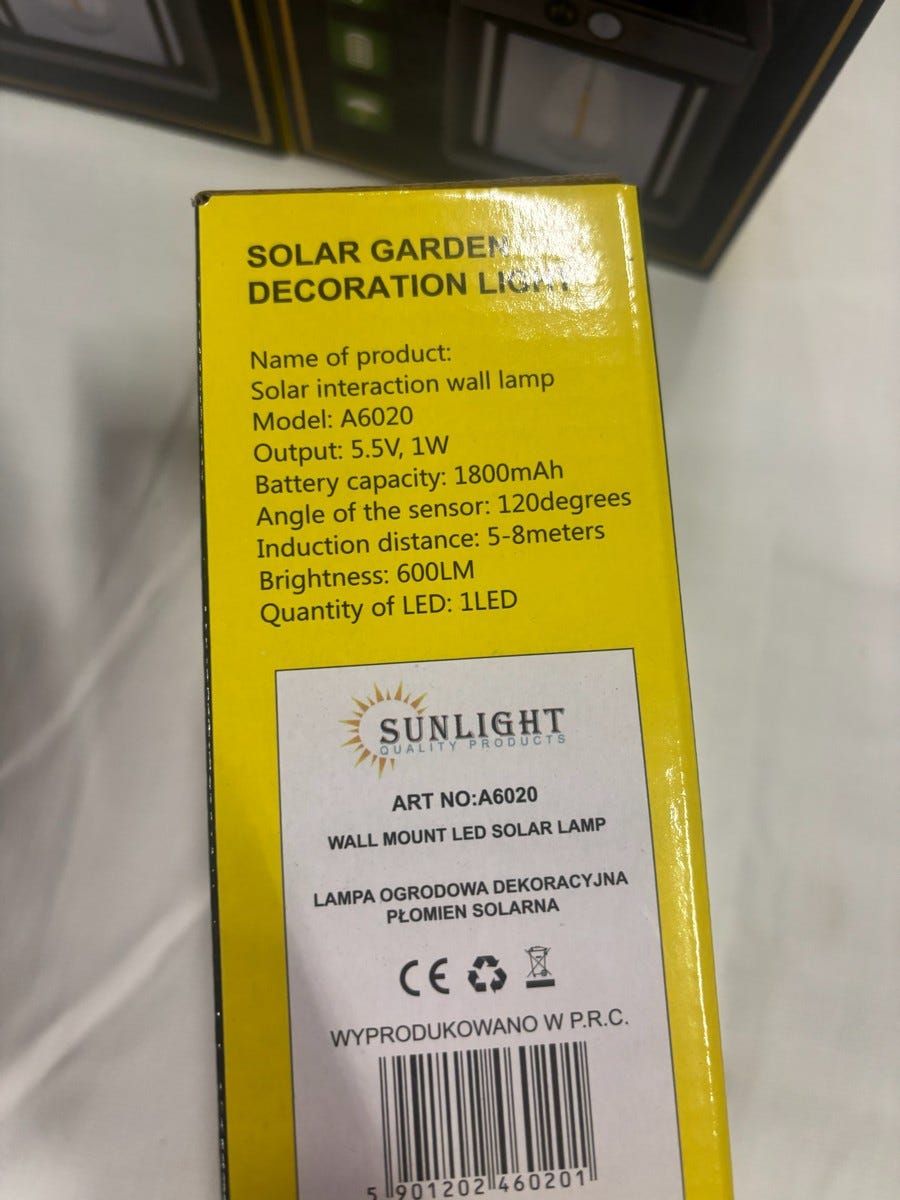 SOLAR GARDEN
DECORATION LIGHT
Name of product:
Solar interaction wall lamp
Model: A6020
Output: 5.5V, 1W
Battery capacity: 1800mAh
Angle of the sensor: 120degrees
Induction distance: 5-8meters
Brightness: 600LM
Quantity of LED: 1LED
SUNLIGHT
QUALITY PRODUCTS
ART NO:A6020
WALL MOUNT LED SOLAR LAMP
LAMPA OGRODOWA DEKORACYJNA
PŁOMIEN SOLARNA
CE
WYPRODUKOWANO W P.R.C.
5 901202 460201